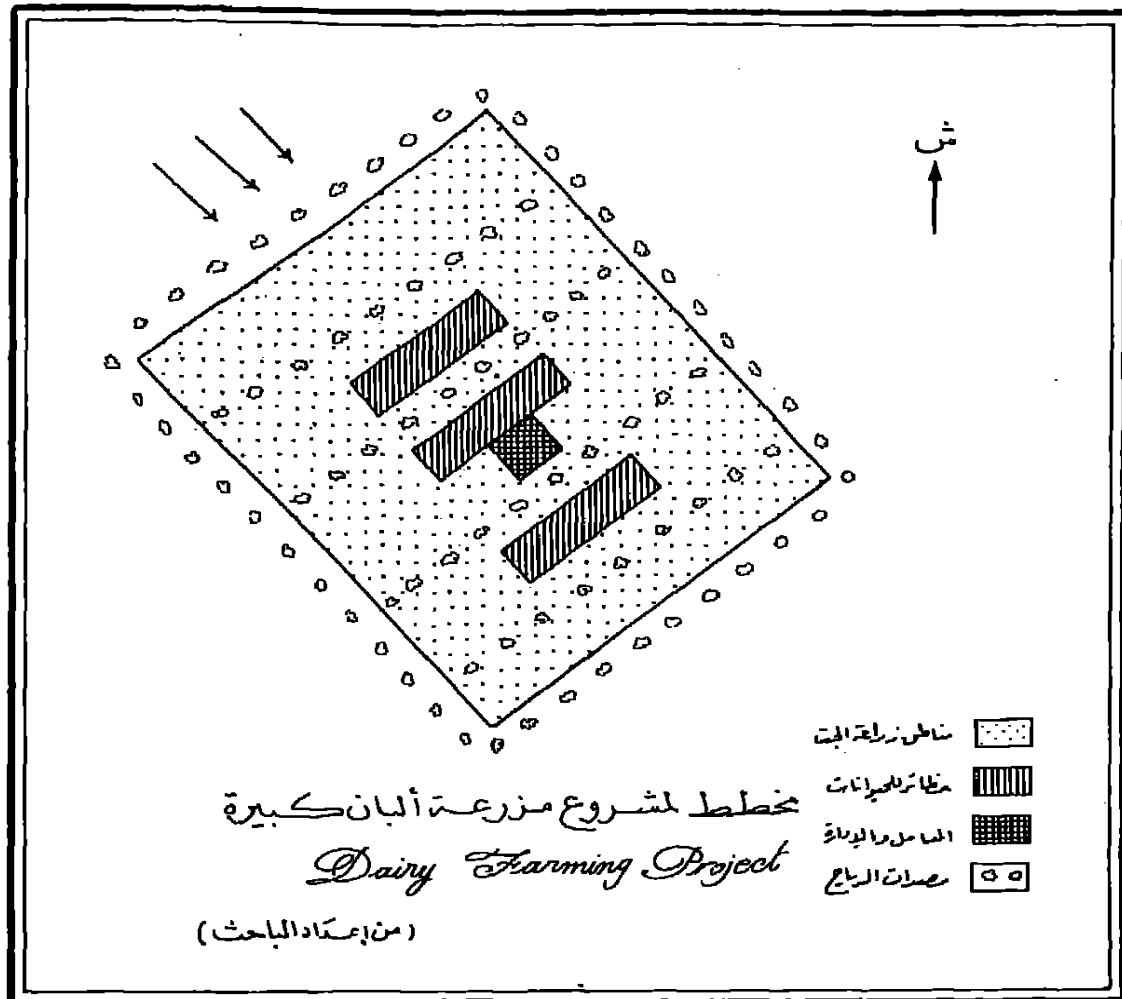 ش
مناطق زراعة الجت
حظائر للحيوانات
المعامل والإدارة
مصدات الرياح
مخطط لمشروع مزرعة ألبان كبيرة
Dairy Farming Project
(من إعداد الباحث)